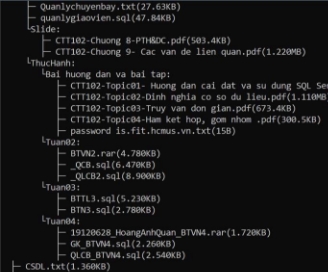 ├─ Quanlychuyenbay.txt(27.63KB)
├─ quanlygiaovien.sql(47.84KB)
└Slide:
├─ CTT102-Chuong 8-PTH&DC.pdf(503.4KB)
├─ CTT102-Chuong 9- Cac van de lien quan.pdf(1.220MB)
└ThucHanh:
└Bai huong dan va bai tap:
├─ CTT102-Topic01- Huong dan cai dat va su dung SQL Se
├─ CTT102-Topic02-Dinh nghia co so du lieu.pdf(1.110MB
├─ CTT102-Topic03-Truy van don gian.pdf(673.4KB)
├─ CTT102-Topic04-Ham ket hop, gom nhom .pdf(300.5KB)
├─ password is.fit.hcmus.vn.txt(15B)
└Tuan02:
├─ BTVN2.rar(4.780KB)
├─ _QCB.sql(6.470KB)
├─ _QLCB2.sql(8.900KB)
└Tuan03:
├─ BTTL3.sql(5.230KB)
├─ BTN3.sql(2.780KB)
└Tuan04:
├─ 19120628_HoangAnhQuan_BTVN4.rar(1.720KB)
├─ GK_BTVN4.sql(2.260KB)
├─ QLCB_BTVN4.sql(2.540KB)
├─ CSDL.txt(1.360KB)